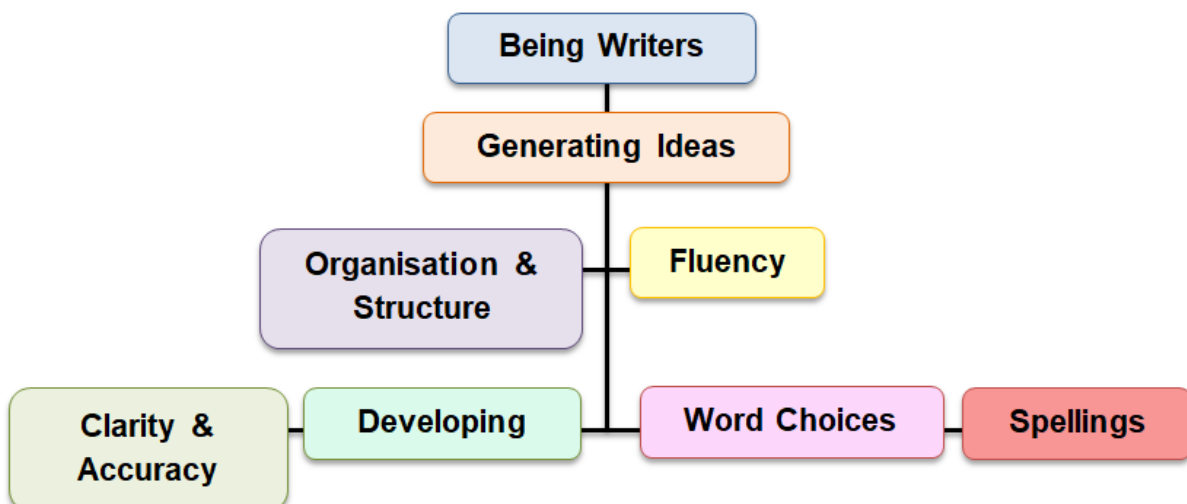 Being Writers
Generating Ideas
Organisation &
Structure
Fluency
Clarity &
Accuracy
Developing
Word Choices
Spellings